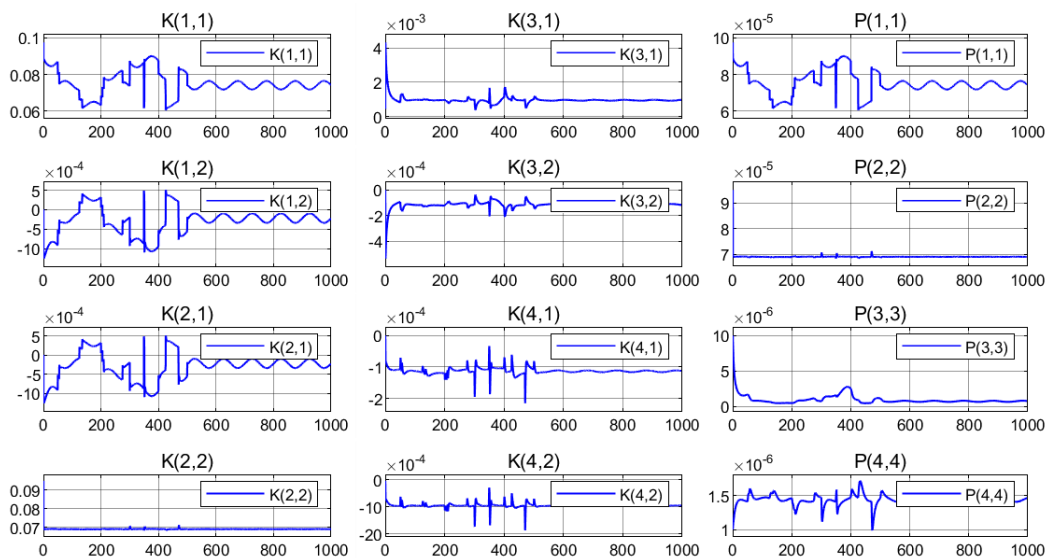 K(1,1)
0.1
0.08
0.06
K(1,1)
0 200 400 600 800 1000
K(3,1)
×10⁻³
4
2
0
K(3,1)
0 200 400 600 800 1000
P(1,1)
×10⁻⁵
10
8
6
P(1,1)
0 200 400 600 800 1000
K(1,2)
×10⁻⁴
5
0
-5
-10
K(1,2)
0 200 400 600 800 1000
K(3,2)
×10⁻⁴
0
-2
-4
K(3,2)
0 200 400 600 800 1000
P(2,2)
×10⁻⁵
9
8
7
P(2,2)
0 200 400 600 800 1000
K(2,1)
×10⁻⁴
5
0
-5
-10
K(2,1)
0 200 400 600 800 1000
K(4,1)
×10⁻⁴
0
-1
-2
K(4,1)
0 200 400 600 800 1000
P(3,3)
×10⁻⁶
10
5
0
P(3,3)
0 200 400 600 800 1000
K(2,2)
0.09
0.08
0.07
K(2,2)
0 200 400 600 800 1000
K(4,2)
×10⁻⁴
0
-10
-20
K(4,2)
0 200 400 600 800 1000
P(4,4)
×10⁻⁶
1.5
1
P(4,4)
0 200 400 600 800 1000